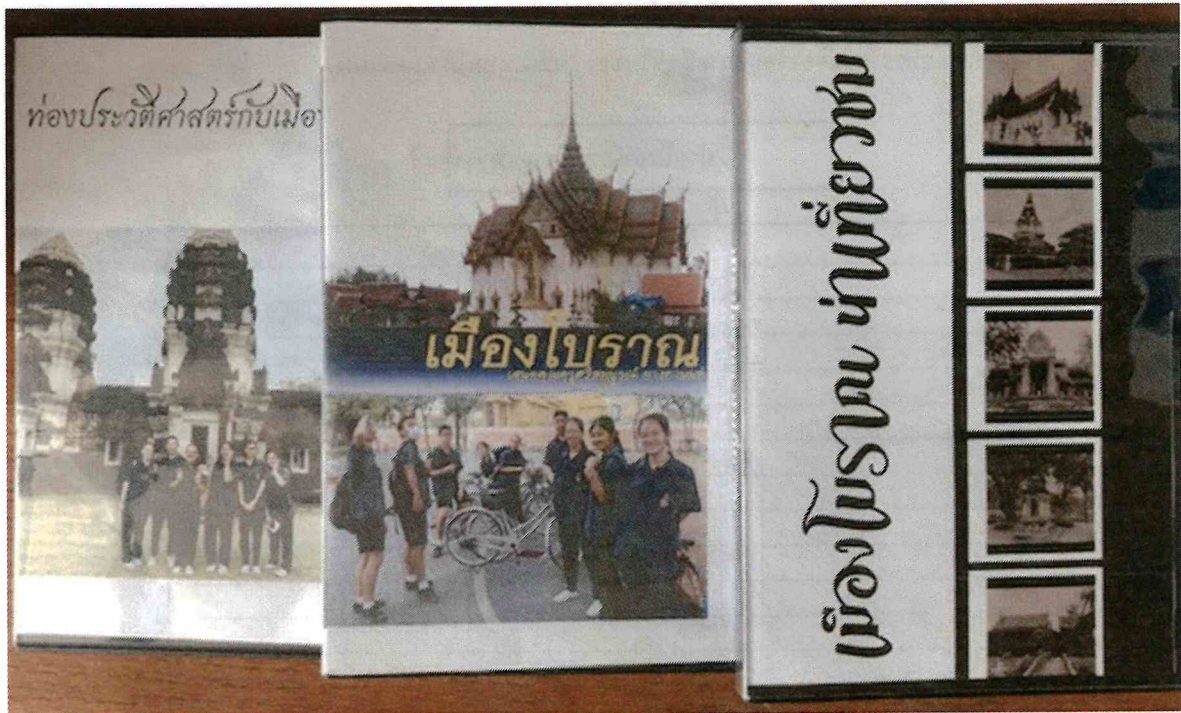 ท่องประวัติศาสตร์กับเมือ
เมืองโบราณ
เมืองโบราณ น่าเที่ยวชม